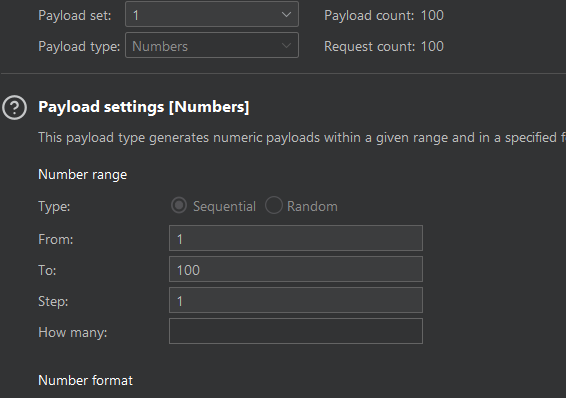 Payload set: 1 Payload count: 100
Payload type: Numbers Request count: 100
? Payload settings [Numbers]
This payload type generates numeric payloads within a given range and in a specified f
Number range
Type: Sequential Random
From: 1
To: 100
Step: 1
How many:
Number format